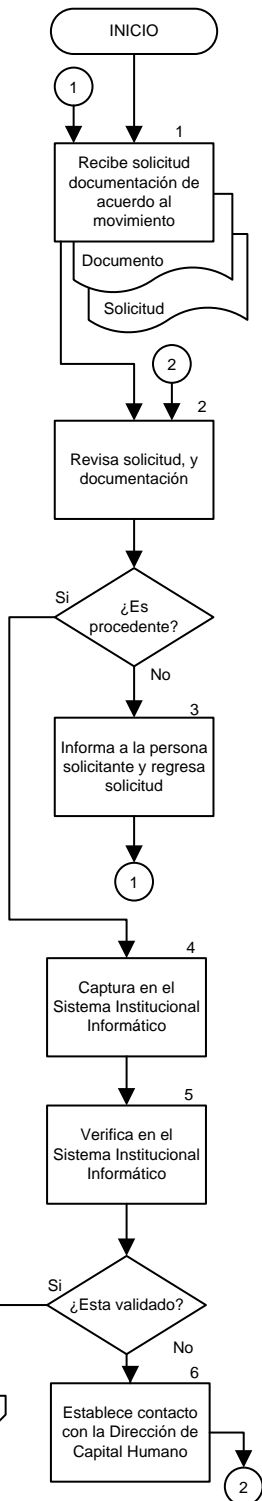 INICIO
1
1
Recibe solicitud
documentación de
acuerdo al
movimiento
Documento
Solicitud
2
2
Revisa solicitud, y
documentación
Si
¿Es
procedente?
No
3
Informa a la persona
solicitante y regresa
solicitud
1
4
Captura en el
Sistema Institucional
Informático
5
Verifica en el
Sistema Institucional
Informático
Si
¿Esta validado?
No
6
Establece contacto
con la Dirección de
Capital Humano
2